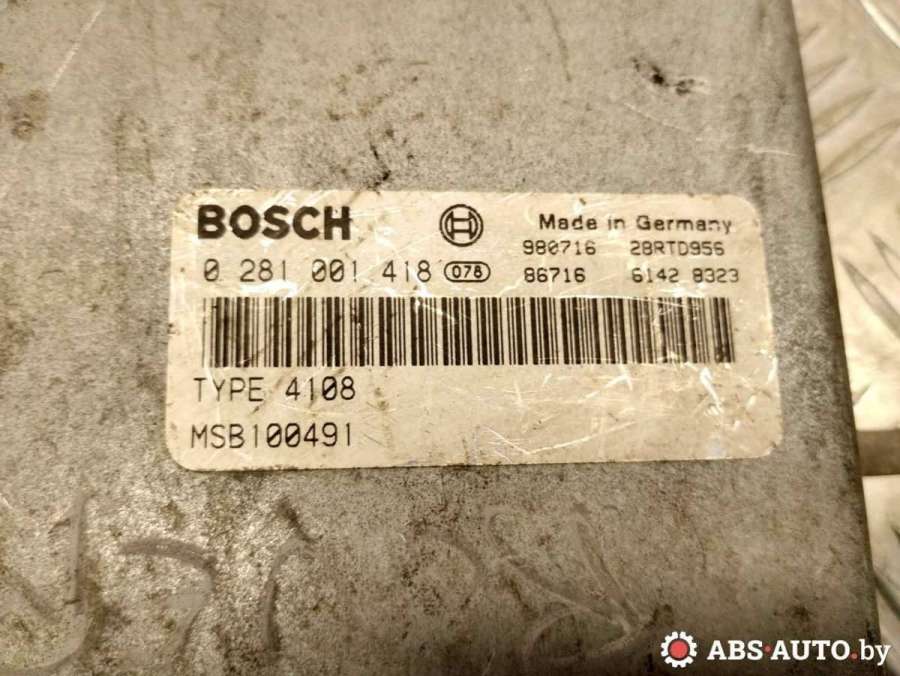 BOSCH
Made in Germany
980716 28RTD956
0 281 001 418 078 86716 6142 8323
TYPE 4108
MSB100491
ABS-AUTO.by